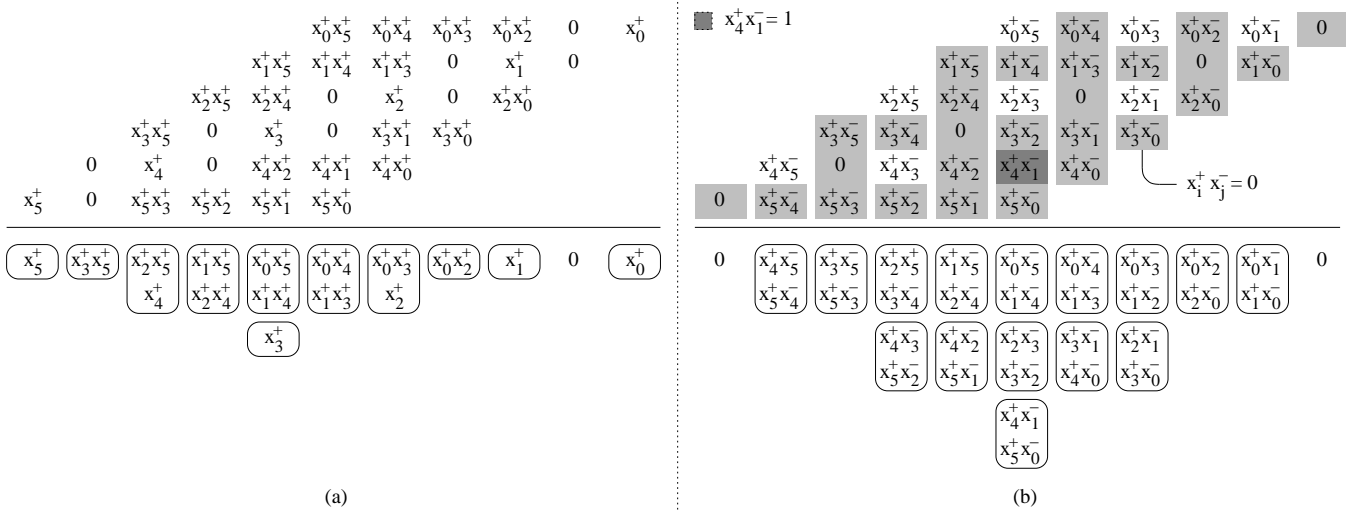 x₀⁺x₅⁺ x₀⁺x₄⁺ x₀⁺x₃⁺ x₀⁺x₂⁺ 0 x₀⁺
x₁⁺x₅⁺ x₁⁺x₄⁺ x₁⁺x₃⁺ 0 x₁⁺ 0
x₂⁺x₅⁺ x₂⁺x₄⁺ 0 x₂⁺ 0 x₂⁺x₀⁺
x₃⁺x₅⁺ 0 x₃⁺ 0 x₃⁺x₁⁺ x₃⁺x₀⁺
0 x₄⁺ 0 x₄⁺x₂⁺ x₄⁺x₁⁺ x₄⁺x₀⁺
x₅⁺ 0 x₅⁺x₃⁺ x₅⁺x₂⁺ x₅⁺x₁⁺ x₅⁺x₀⁺
x₅⁺ x₃⁺x₅⁺ x₂⁺x₅⁺ x₁⁺x₅⁺ x₀⁺x₅⁺ x₀⁺x₄⁺ x₀⁺x₃⁺ x₀⁺x₂⁺ x₁⁺ 0 x₀⁺
x₄⁺ x₂⁺x₄⁺ x₁⁺x₄⁺ x₁⁺x₃⁺ x₂⁺
x₃⁺
(a)
x₄⁺x₁⁻ = 1
x₀⁺x₅⁻ x₀⁺x₄⁻ x₀⁺x₃⁻ x₀⁺x₂⁻ x₀⁺x₁⁻ 0
x₁⁺x₅⁻ x₁⁺x₄⁻ x₁⁺x₃⁻ x₁⁺x₂⁻ 0 x₁⁺x₀⁻
x₂⁺x₅⁻ x₂⁺x₄⁻ x₂⁺x₃⁻ 0 x₂⁺x₁⁻ x₂⁺x₀⁻
x₃⁺x₅⁻ x₃⁺x₄⁻ 0 x₃⁺x₂⁻ x₃⁺x₁⁻ x₃⁺x₀⁻
x₄⁺x₅⁻ 0 x₄⁺x₃⁻ x₄⁺x₂⁻ x₄⁺x₁⁻ x₄⁺x₀⁻
xᵢ⁺ xⱼ⁻ = 0
0 x₅⁺x₄⁻ x₅⁺x₃⁻ x₅⁺x₂⁻ x₅⁺x₁⁻ x₅⁺x₀⁻
0 x₄⁺x₅⁻ x₃⁺x₅⁻ x₂⁺x₅⁻ x₁⁺x₅⁻ x₀⁺x₅⁻ x₀⁺x₄⁻ x₀⁺x₃⁻ x₀⁺x₂⁻ x₀⁺x₁⁻ 0
x₅⁺x₄⁻ x₅⁺x₃⁻ x₃⁺x₄⁻ x₂⁺x₄⁻ x₁⁺x₄⁻ x₁⁺x₃⁻ x₁⁺x₂⁻ x₂⁺x₀⁻ x₁⁺x₀⁻
x₄⁺x₃⁻ x₄⁺x₂⁻ x₂⁺x₃⁻ x₃⁺x₁⁻ x₂⁺x₁⁻
x₅⁺x₂⁻ x₅⁺x₁⁻ x₃⁺x₂⁻ x₄⁺x₀⁻ x₃⁺x₀⁻
x₄⁺x₁⁻
x₅⁺x₀⁻
(b)